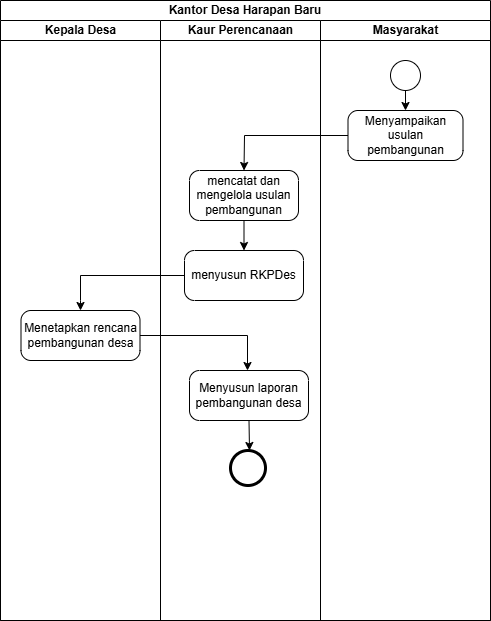 Kantor Desa Harapan Baru
Kepala Desa
Kaur Perencanaan
Masyarakat
Menyampaikan
usulan
pembangunan
mencatat dan
mengelola usulan
pembangunan
menyusun RKPDes
Menetapkan rencana
pembangunan desa
Menyusun laporan
pembangunan desa